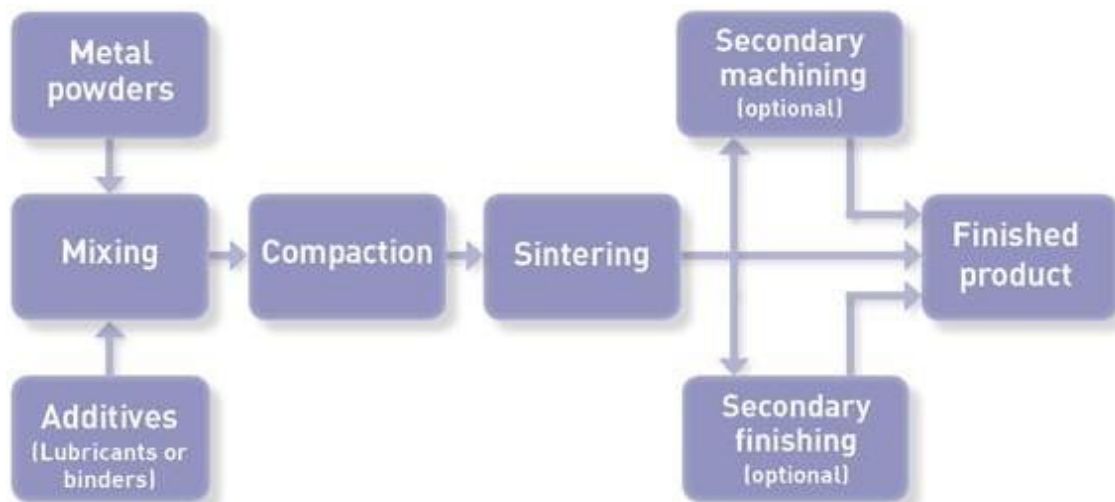 Metal
powders
Mixing
Additives
(Lubricants or
binders)
Compaction
Sintering
Secondary
machining
(optional)
Secondary
finishing
(optional)
Finished
product